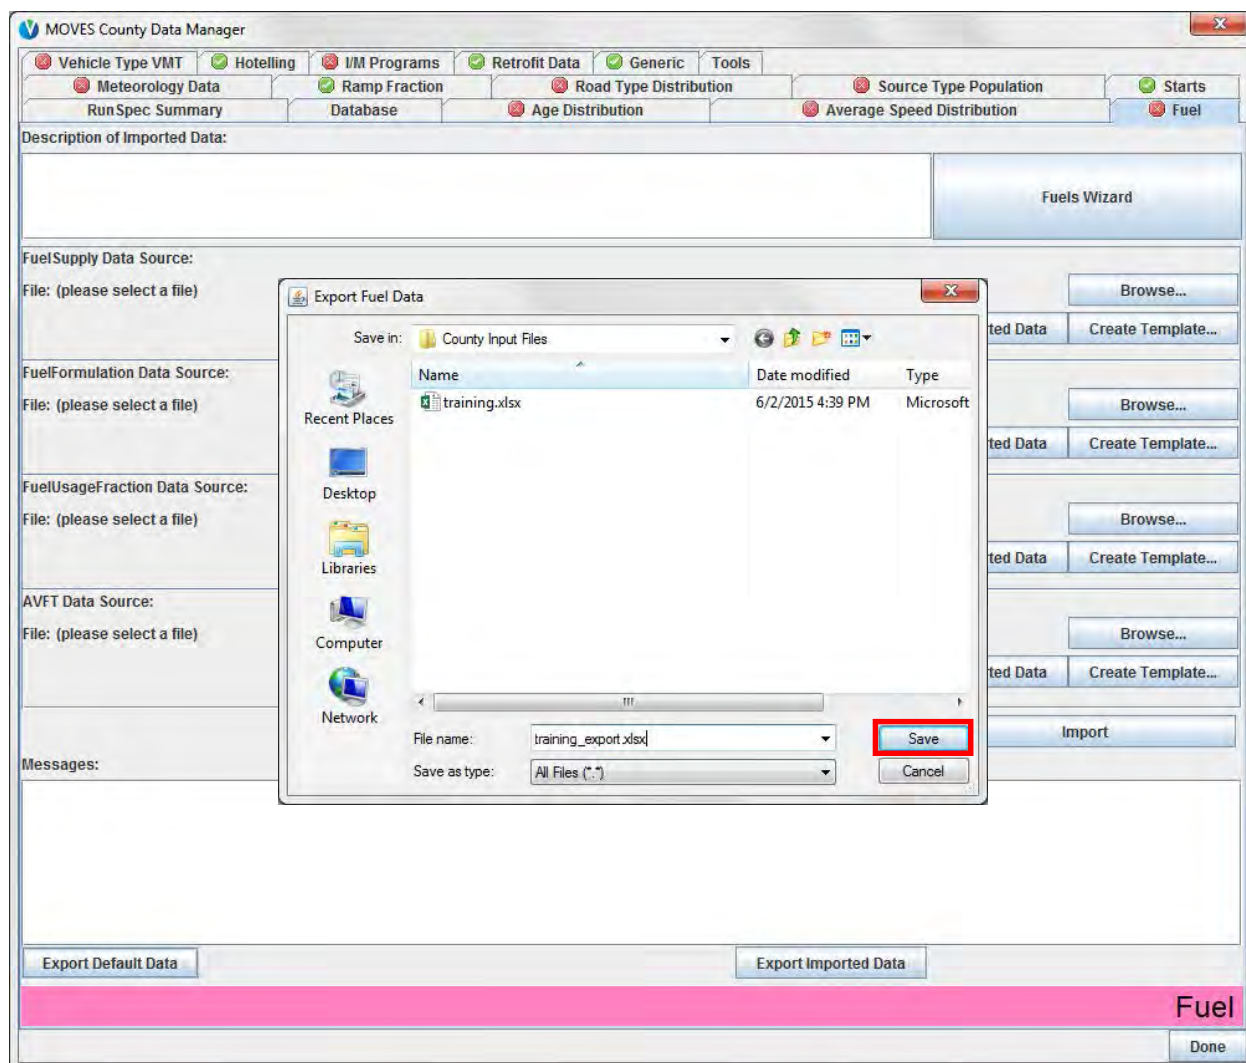 MOVES County Data Manager
Vehicle Type VMT Hotelling I/M Programs Retrofit Data Generic Tools
Meteorology Data Ramp Fraction Road Type Distribution Source Type Population Starts
RunSpec Summary Database Age Distribution Average Speed Distribution Fuel
Description of Imported Data:
Fuels Wizard
FuelSupply Data Source:
File: (please select a file)
Browse...
ted Data Create Template...
FuelFormulation Data Source:
File: (please select a file)
Browse...
ted Data Create Template...
FuelUsageFraction Data Source:
File: (please select a file)
Browse...
ted Data Create Template...
AVFT Data Source:
File: (please select a file)
Browse...
ted Data Create Template...
Import
Export Fuel Data
Save in: County Input Files
Name Date modified Type
training.xlsx 6/2/2015 4:39 PM Microsoft
Recent Places
Desktop
Libraries
Computer
Network
File name: training_export.xlsx Save
Save as type: All Files (*.*) Cancel
Messages:
Export Default Data Export Imported Data
Fuel
Done